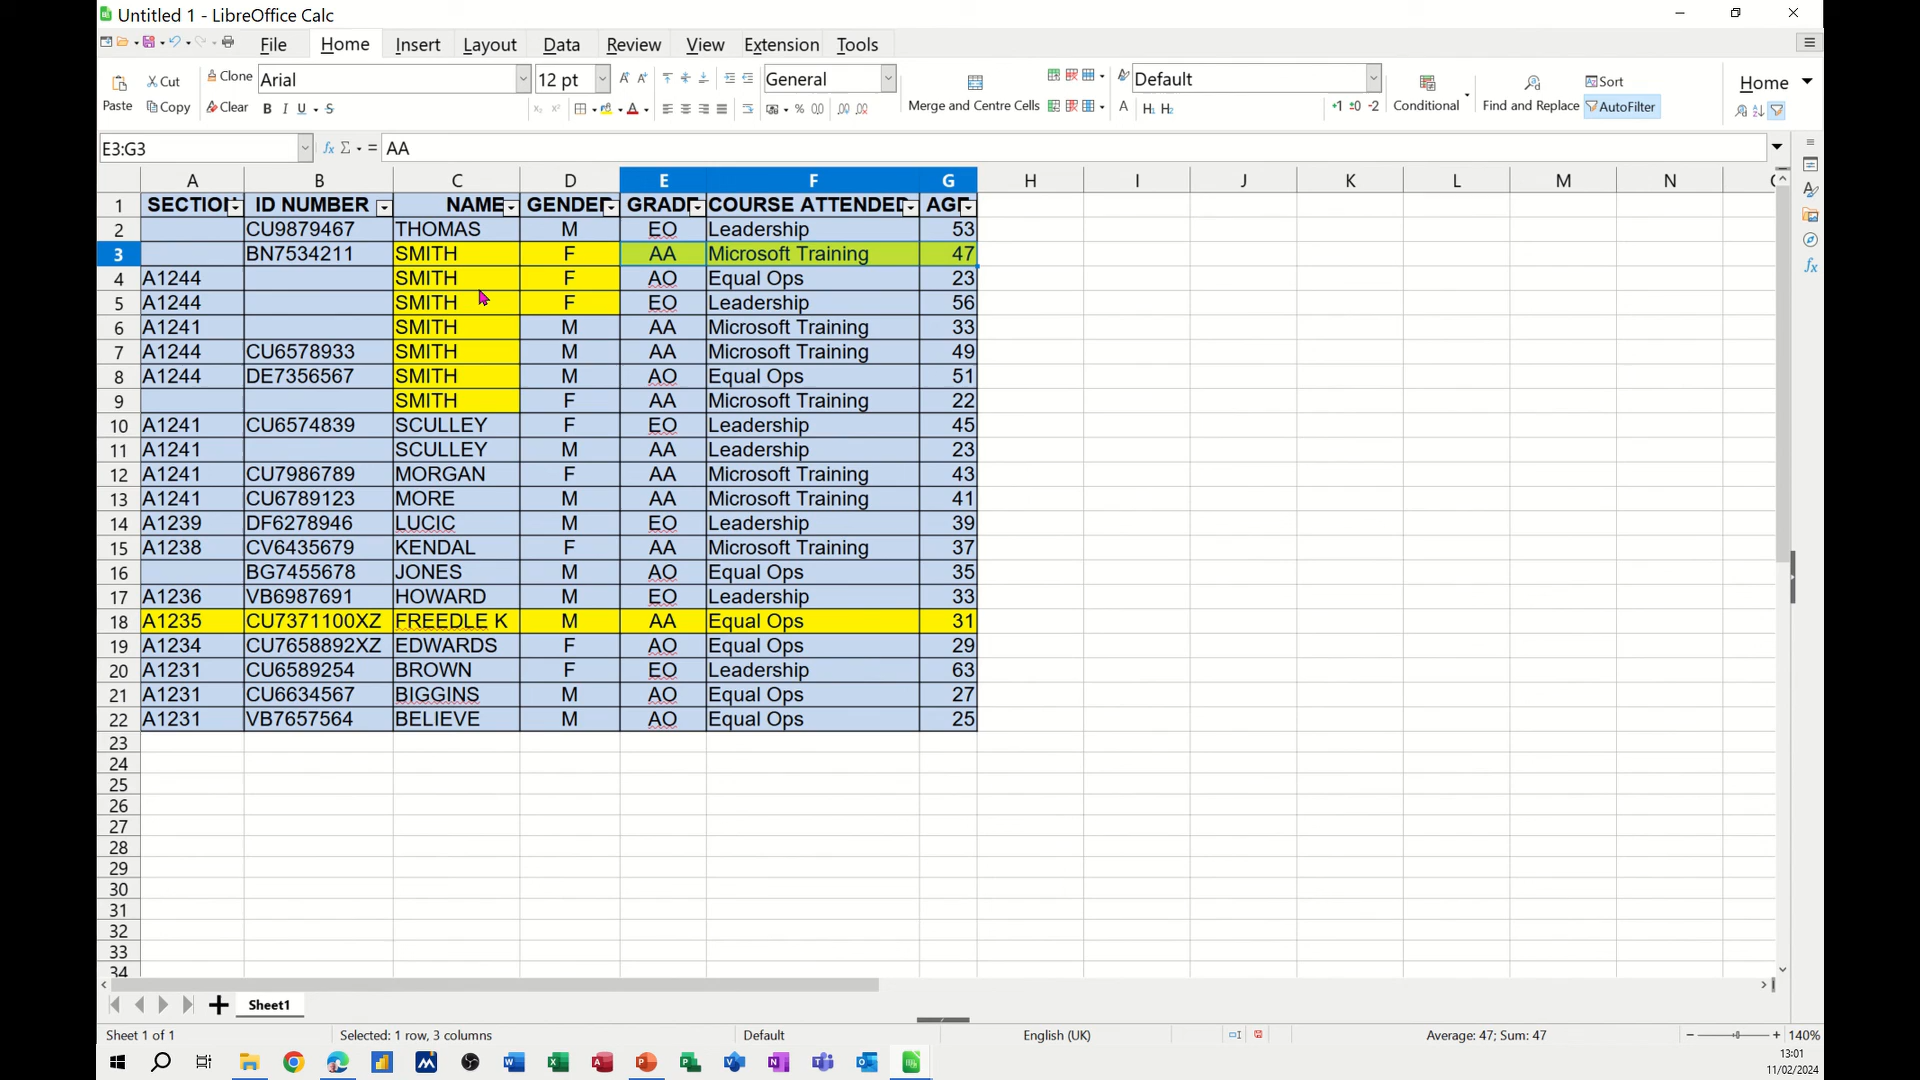 Untitled 1 - LibreOffice Calc
File Home Insert Layout Data Review View Extension Tools
Paste Cut Clone Arial 12 pt General Merge and Centre Cells Default Conditional Find and Replace Sort Home
Copy Clear AutoFilter
E3:G3 AA
A B C D E F G H I J K L M N
1 SECTION ID NUMBER NAME GENDER GRADE COURSE ATTENDED AGE
2 CU9879467 THOMAS M EO Leadership 53
3 BN7534211 SMITH F AA Microsoft Training 47
4 A1244 SMITH F AO Equal Ops 23
5 A1244 SMITH F EO Leadership 56
6 A1241 SMITH M AA Microsoft Training 33
7 A1244 CU6578933 SMITH M AA Microsoft Training 49
8 A1244 DE7356567 SMITH M AO Equal Ops 51
9 SMITH F AA Microsoft Training 22
10 A1241 CU6574839 SCULLEY F EO Leadership 45
11 A1241 SCULLEY M AA Leadership 23
12 A1241 CU7986789 MORGAN F AA Microsoft Training 43
13 A1241 CU6789123 MORE M AA Microsoft Training 41
14 A1239 DF6278946 LUCIC M EO Leadership 39
15 A1238 CV6435679 KENDAL F AA Microsoft Training 37
16 BG7455678 JONES M AO Equal Ops 35
17 A1236 VB6987691 HOWARD M EO Leadership 33
18 A1235 CU7371100XZ FREEDLE K M AA Equal Ops 31
19 A1234 CU7658892XZ EDWARDS F AO Equal Ops 29
20 A1231 CU6589254 BROWN F EO Leadership 63
21 A1231 CU6634567 BIGGINS M AO Equal Ops 27
22 A1231 VB7657564 BELIEVE M AO Equal Ops 25
23
24
25
26
27
28
29
30
31
32
33
34
Sheet1
Sheet 1 of 1 Selected: 1 row, 3 columns Default English (UK) Average: 47; Sum: 47 140%
13:01
11/02/2024